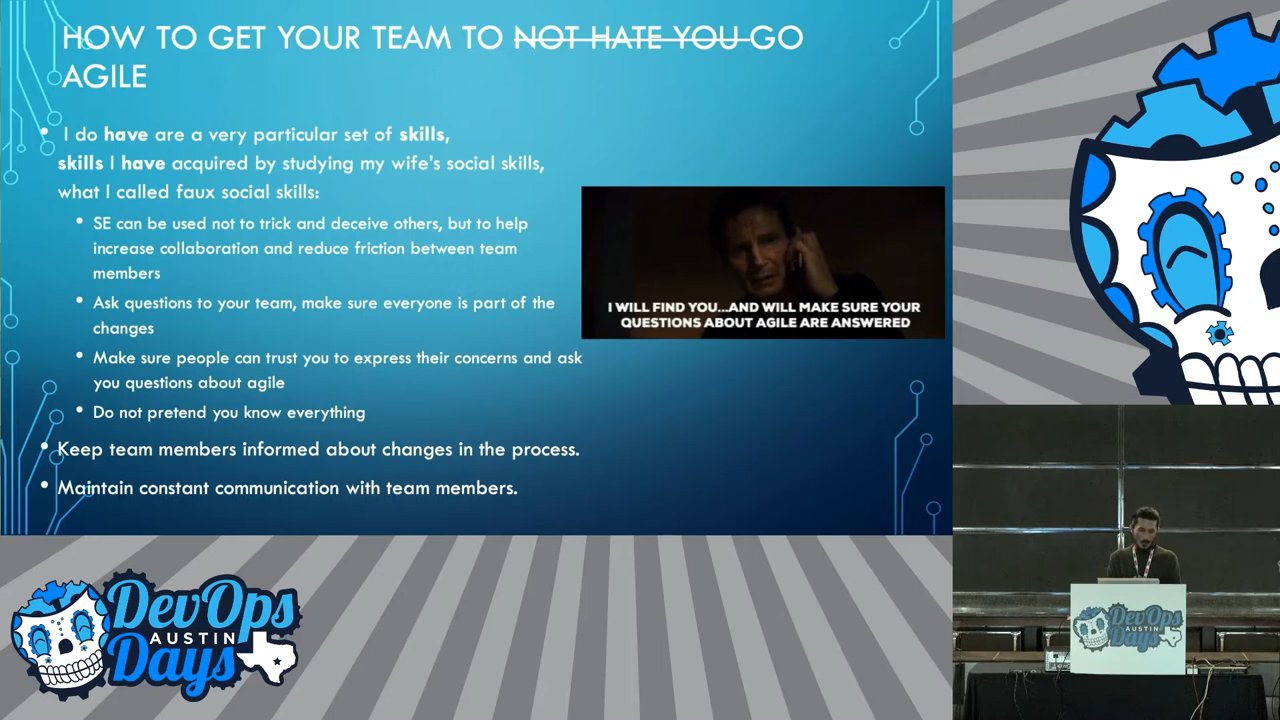 HOW TO GET YOUR TEAM TO NOT HATE YOU GO
AGILE
• I do have are a very particular set of skills,
skills I have acquired by studying my wife's social skills,
what I called faux social skills:
• SE can be used not to trick and deceive others, but to help
increase collaboration and reduce friction between team
members
• Ask questions to your team, make sure everyone is part of the
changes
• Make sure people can trust you to express their concerns and ask
you questions about agile
• Do not pretend you know everything
• Keep team members informed about changes in the process.
• Maintain constant communication with team members.
I WILL FIND YOU...AND WILL MAKE SURE YOUR
QUESTIONS ABOUT AGILE ARE ANSWERED
DevOps
AUSTIN
Days
DevOps
AUSTIN
Days